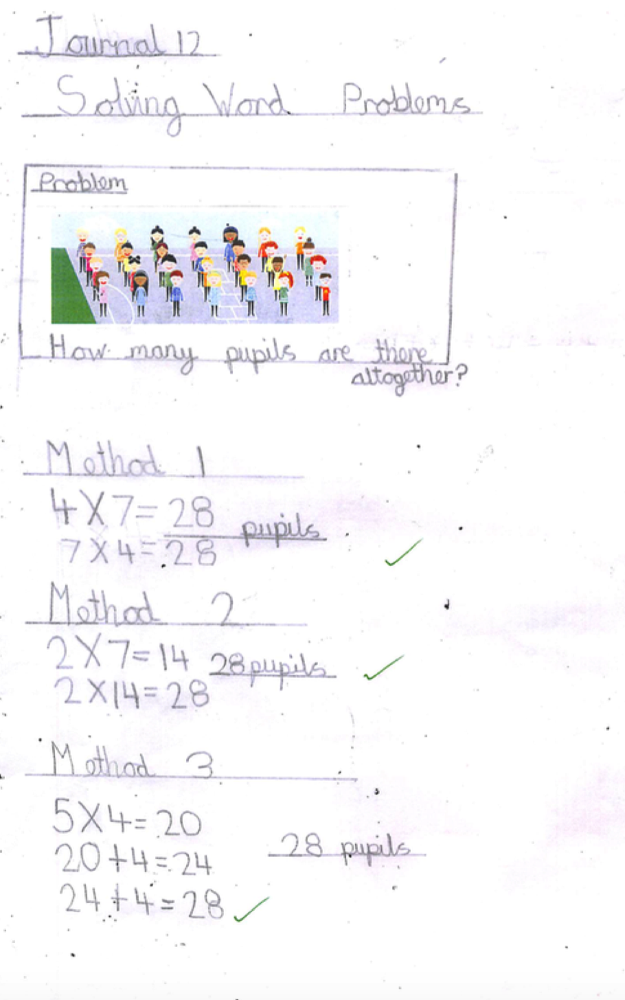 Journal 12
Solving Word Problems
Problem
How many pupils are there
altogether?
Method 1
4 X 7 = 28
pupils
7 X 4 = 28
Method 2
2 X 7 = 14 28 pupils
2 X 14 = 28
Method 3
5 X 4 = 20
20 + 4 = 24 28 pupils
24 + 4 = 28